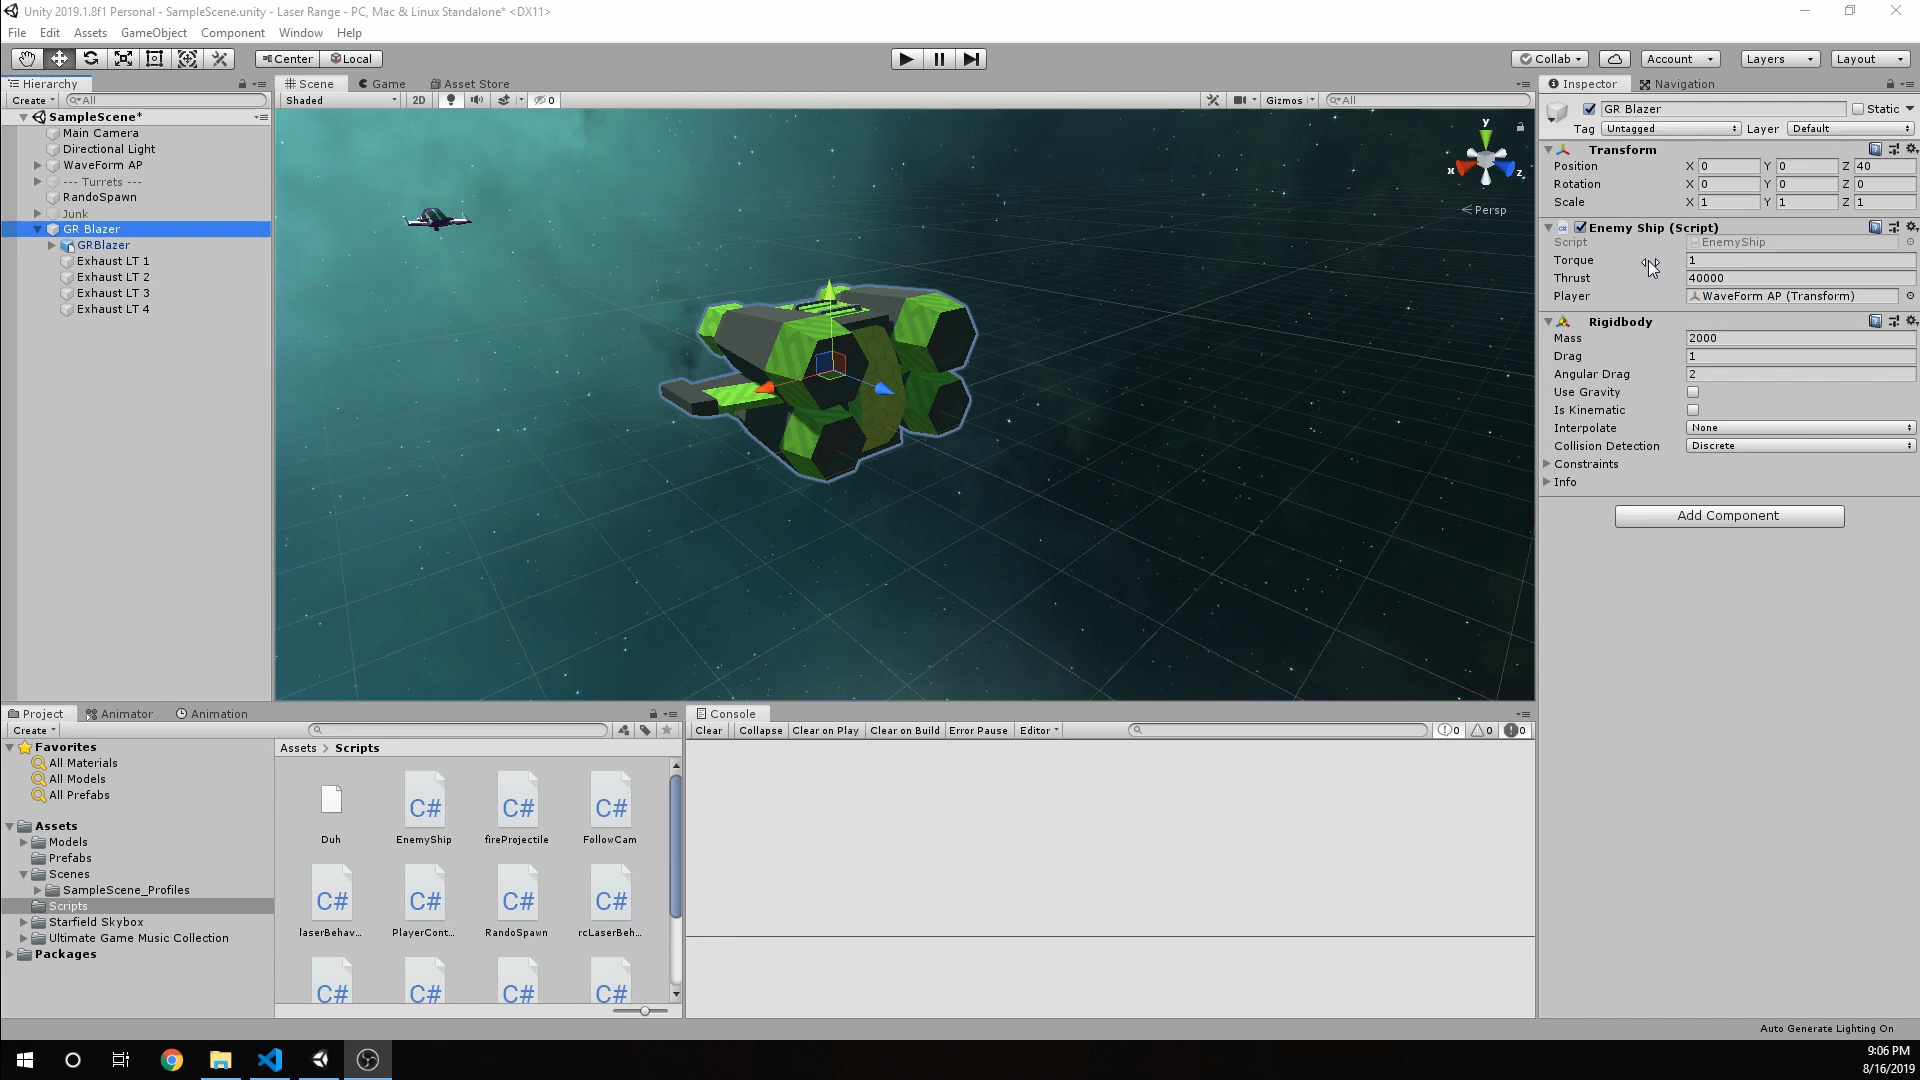 Unity 2019.1.8f1 Personal - SampleScene.unity - Laser Range - PC, Mac & Linux Standalone* <DX11>
File Edit Assets GameObject Component Window Help
Center Local Collab Account Layers Layout
Hierarchy
Create All
SampleScene*
Main Camera
Directional Light
WaveForm AP
--- Turrets ---
RandoSpawn
Junk
GR Blazer
GRBlazer
Exhaust LT 1
Exhaust LT 2
Exhaust LT 3
Exhaust LT 4
Scene Game Asset Store
Shaded 2D 0 Gizmos All
y
x z
Persp
Inspector Navigation
GR Blazer Static
Tag Untagged Layer Default
Transform
Position X 0 Y 0 Z 40
Rotation X 0 Y 0 Z 0
Scale X 1 Y 1 Z 1
Enemy Ship (Script)
Script EnemyShip
Torque 1
Thrust 40000
Player WaveForm AP (Transform)
Rigidbody
Mass 2000
Drag 1
Angular Drag 2
Use Gravity
Is Kinematic
Interpolate None
Collision Detection Discrete
Constraints
Info
Add Component
Project Animator Animation
Create
Favorites
All Materials
All Models
All Prefabs
Assets
Models
Prefabs
Scenes
SampleScene_Profiles
Scripts
Starfield Skybox
Ultimate Game Music Collection
Packages
Assets > Scripts
C# C# C#
Duh EnemyShip fireProjectile FollowCam
C# C# C# C#
laserBehav... PlayerCont... RandoSpawn rcLaserBeh...
C# C# C# C#
Console
Clear Collapse Clear on Play Clear on Build Error Pause Editor 0 0 0
Auto Generate Lighting On
9:06 PM
8/16/2019